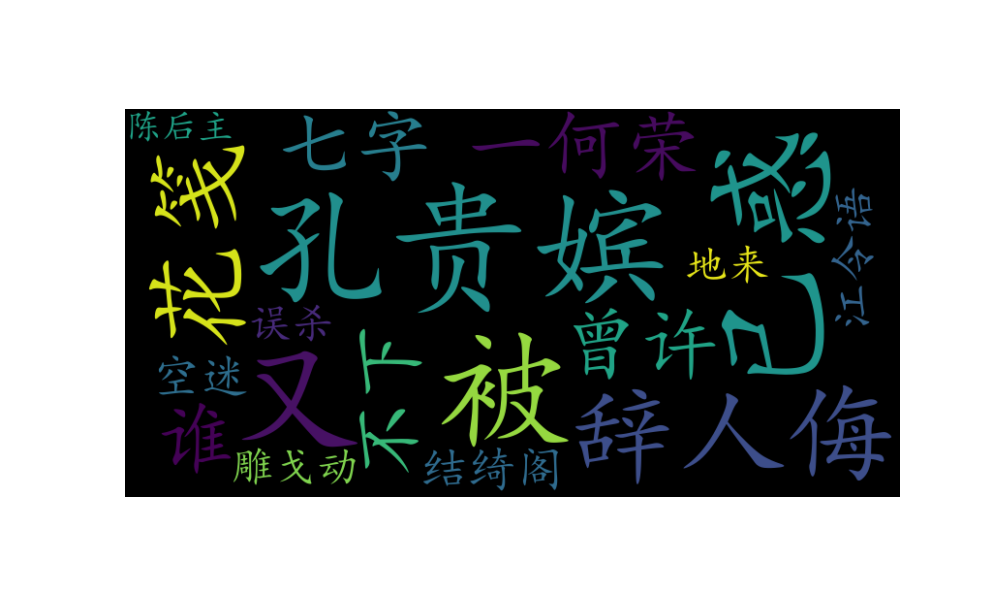 陈后主
七字
一何荣
花笺
孔贵嫔
已惑
江令语
地来
误杀
曾许
空迷
又
不下
被
谁
辞人侮
雕戈动
结绮阁